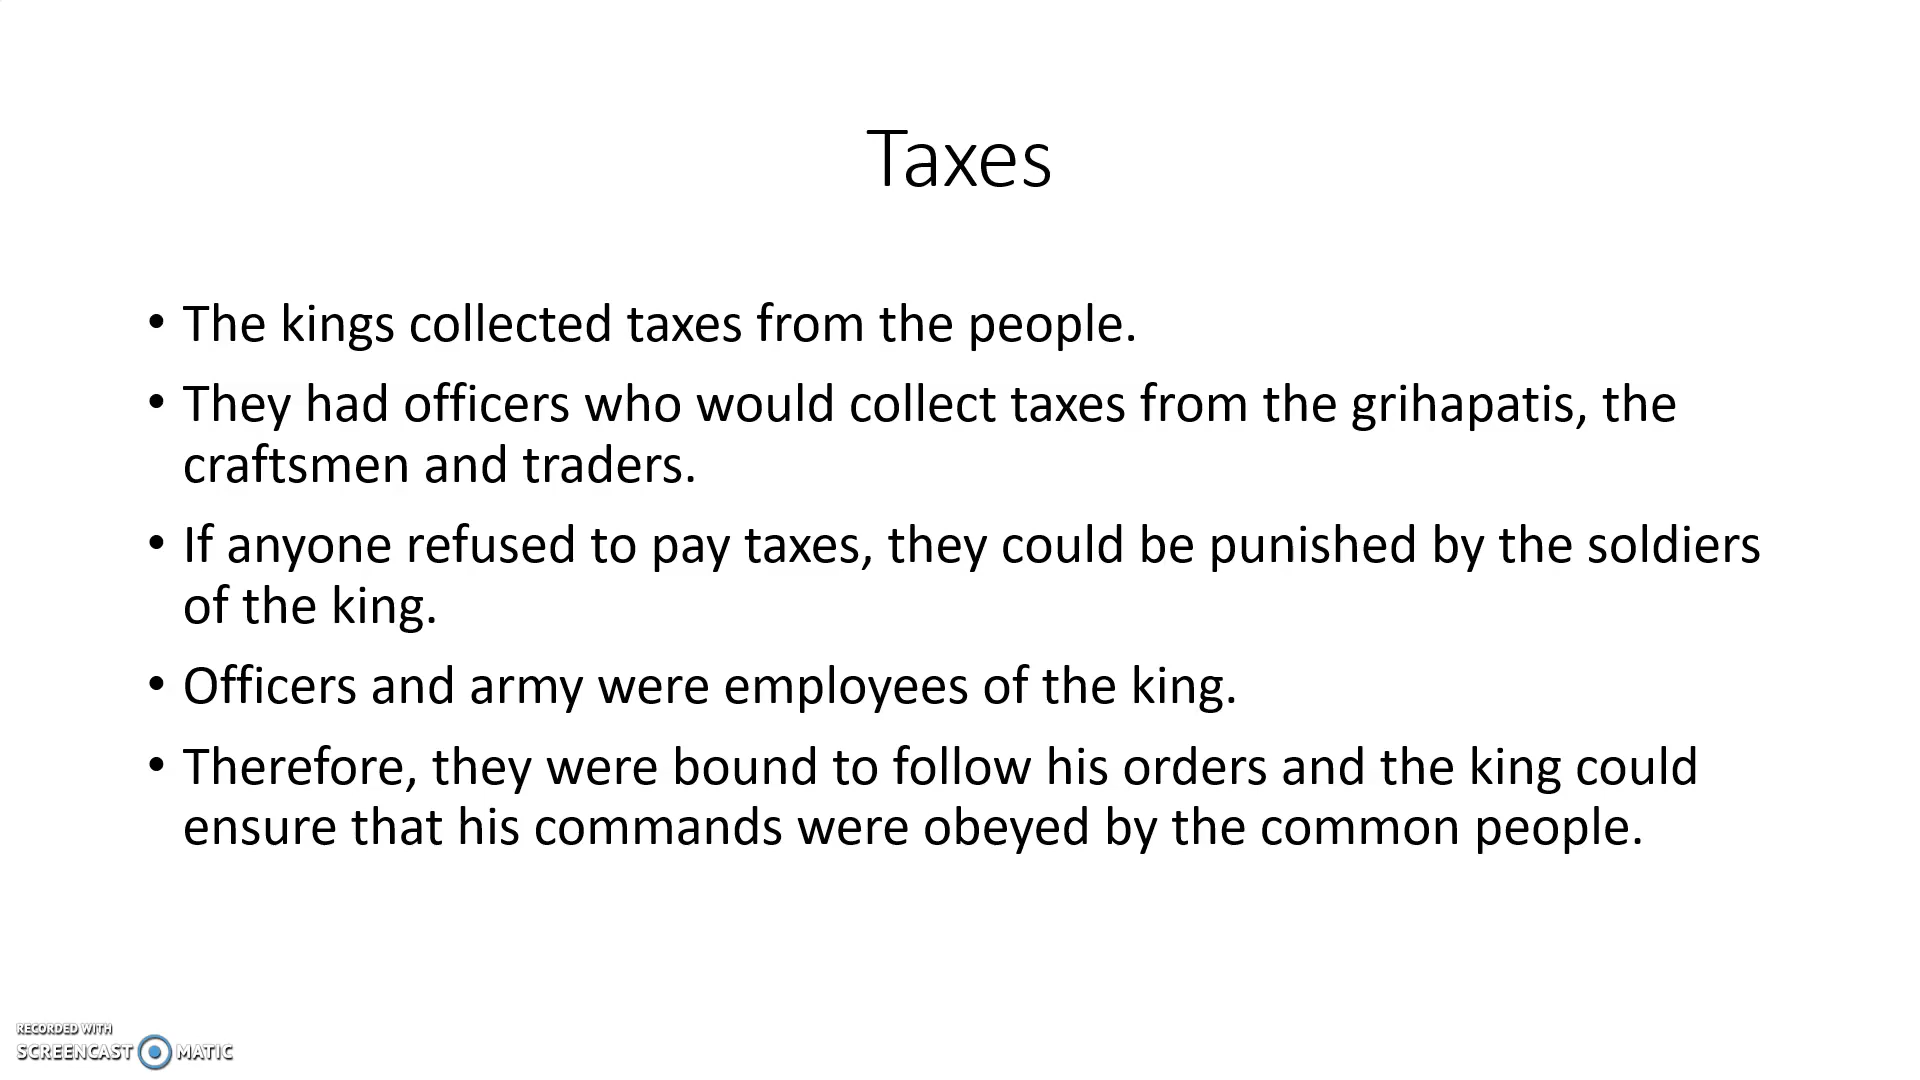 Taxes
• The kings collected taxes from the people.
• They had officers who would collect taxes from the grihapatis, the
craftsmen and traders.
• If anyone refused to pay taxes, they could be punished by the soldiers
of the king.
• Officers and army were employees of the king.
• Therefore, they were bound to follow his orders and the king could
ensure that his commands were obeyed by the common people.
RECORDED WITH
SCREENCAST MATIC